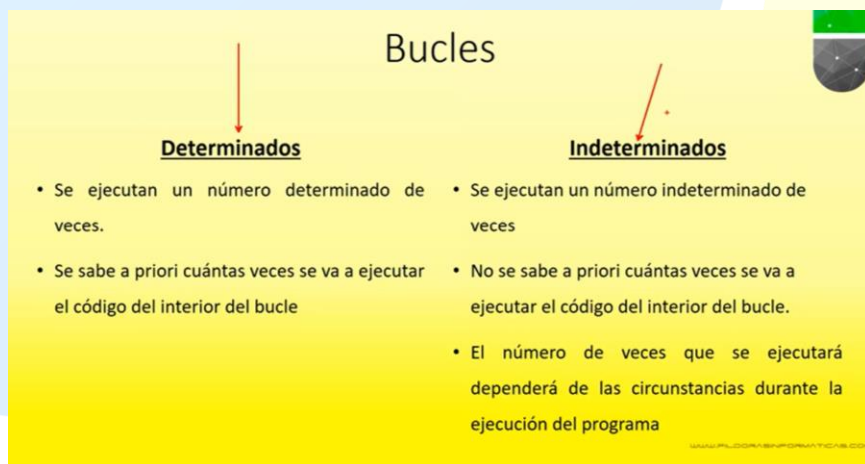 Bucles
Determinados
• Se ejecutan un número determinado de
veces.
• Se sabe a priori cuántas veces se va a ejecutar
el código del interior del bucle
Indeterminados
• Se ejecutan un número indeterminado de
veces
• No se sabe a priori cuántas veces se va a
ejecutar el código del interior del bucle.
• El número de veces que se ejecutará
dependerá de las circunstancias durante la
ejecución del programa
WWW.PILDORASINFORMATICAS.CO